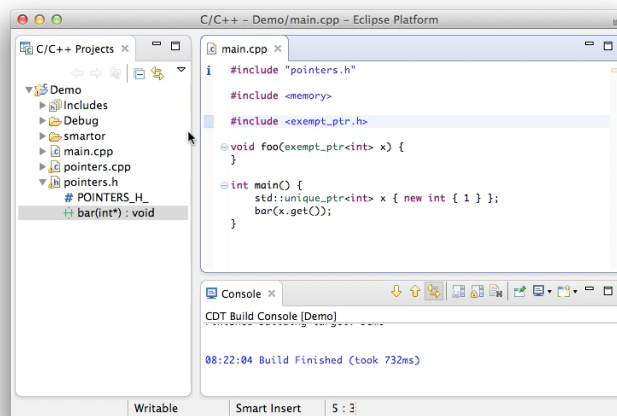 C/C++ – Demo/main.cpp – Eclipse Platform
C/C++ Projects
Demo
Includes
Debug
smartor
main.cpp
pointers.cpp
pointers.h
# POINTERS_H_
bar(int*) : void
main.cpp
#include "pointers.h"
#include <memory>
#include <exempt_ptr.h>
void foo(exempt_ptr<int> x) {
}
int main() {
std::unique_ptr<int> x { new int { 1 } };
bar(x.get());
}
Console
CDT Build Console [Demo]
08:22:04 Build Finished (took 732ms)
Writable
Smart Insert
5 : 3